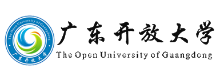 广东开放大学
The Open University of Guangdong